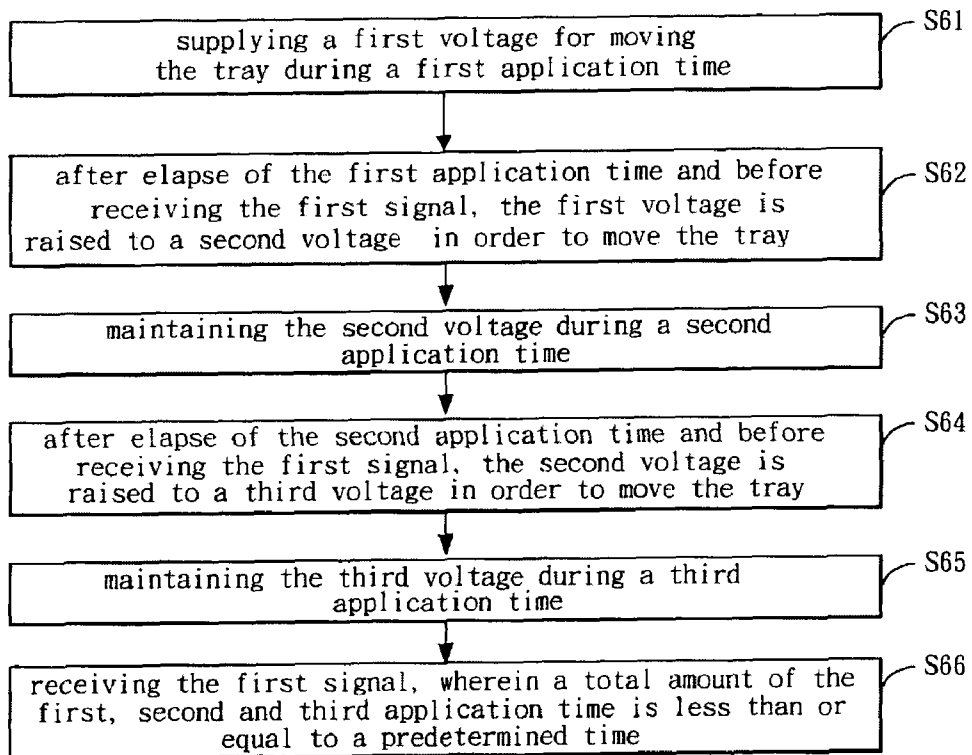 supplying a first voltage for moving
the tray during a first application time
S61
after elapse of the first application time and before
receiving the first signal, the first voltage is
raised to a second voltage in order to move the tray
S62
maintaining the second voltage during a second
application time
S63
after elapse of the second application time and before
receiving the first signal, the second voltage is
raised to a third voltage in order to move the tray
S64
maintaining the third voltage during a third
application time
S65
receiving the first signal, wherein a total amount of the
first, second and third application time is less than or
equal to a predetermined time
S66